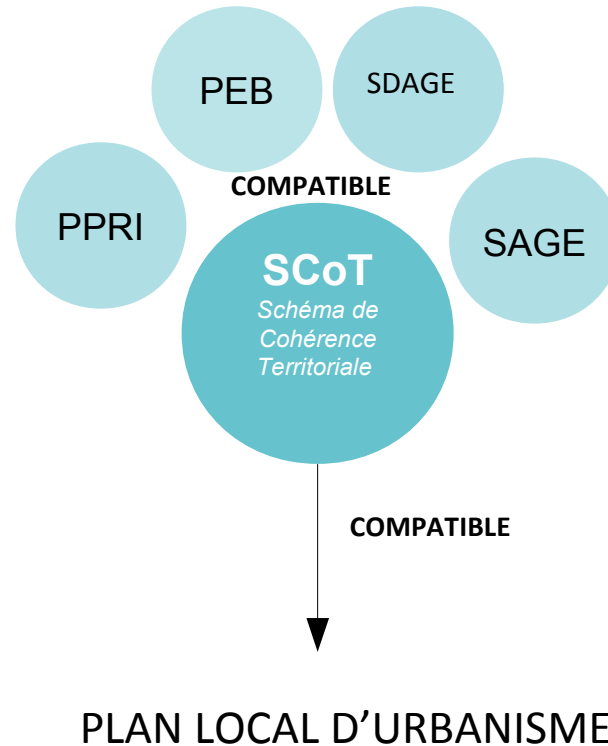 PEB
SDAGE
COMPATIBLE
PPRI
SAGE
SCoT
Schéma de
Cohérence
Territoriale
COMPATIBLE
PLAN LOCAL D’URBANISME